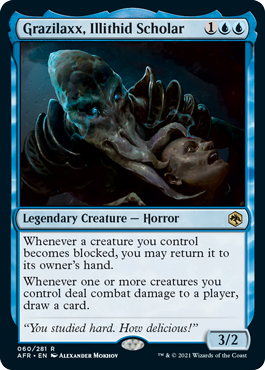 Grazilaxx, Illithid Scholar 1
Legendary Creature — Horror
Whenever a creature you control
becomes blocked, you may return it to
its owner's hand.
Whenever one or more creatures you
control deal combat damage to a player,
draw a card.
"You studied hard. How delicious!"
3/2
060/281 R
AFR • EN Alexander Mokhov
™ & © 2021 Wizards of the Coast